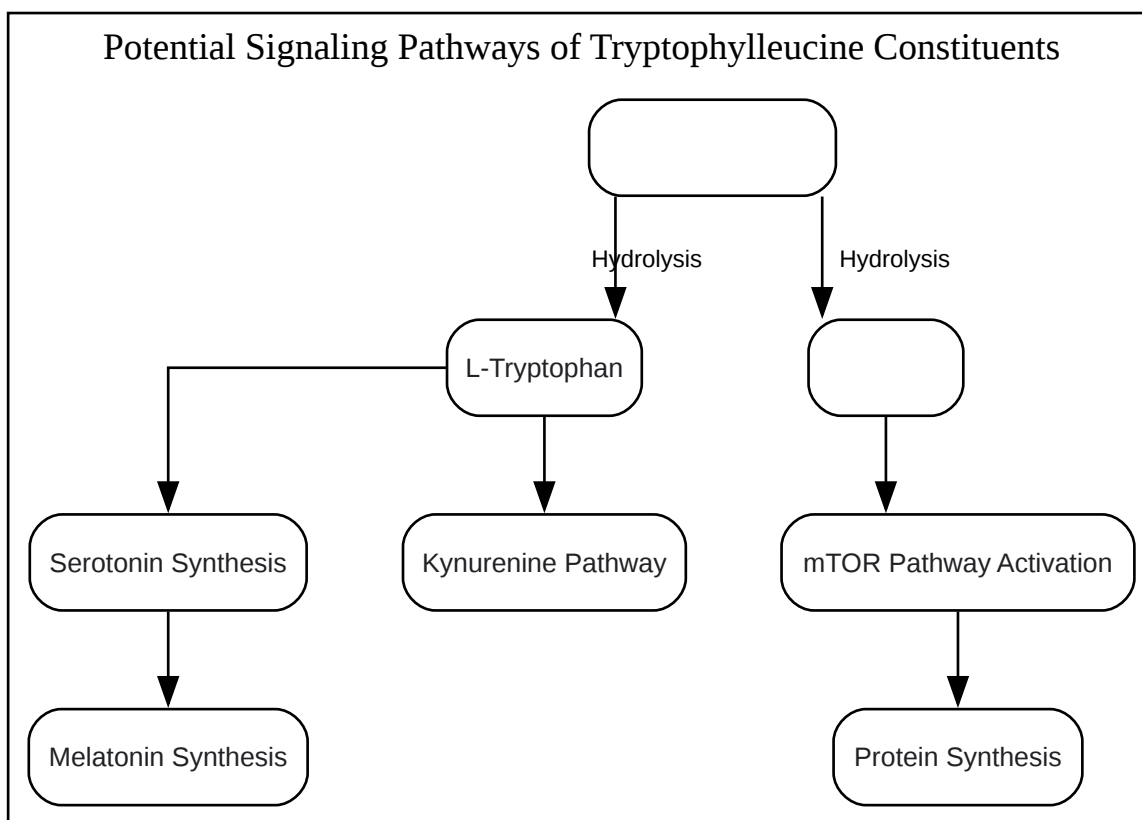 Potential Signaling Pathways of Tryptophylleucine Constituents
Hydrolysis
Hydrolysis
L-Tryptophan
Serotonin Synthesis
Kynurenine Pathway
mTOR Pathway Activation
Melatonin Synthesis
Protein Synthesis